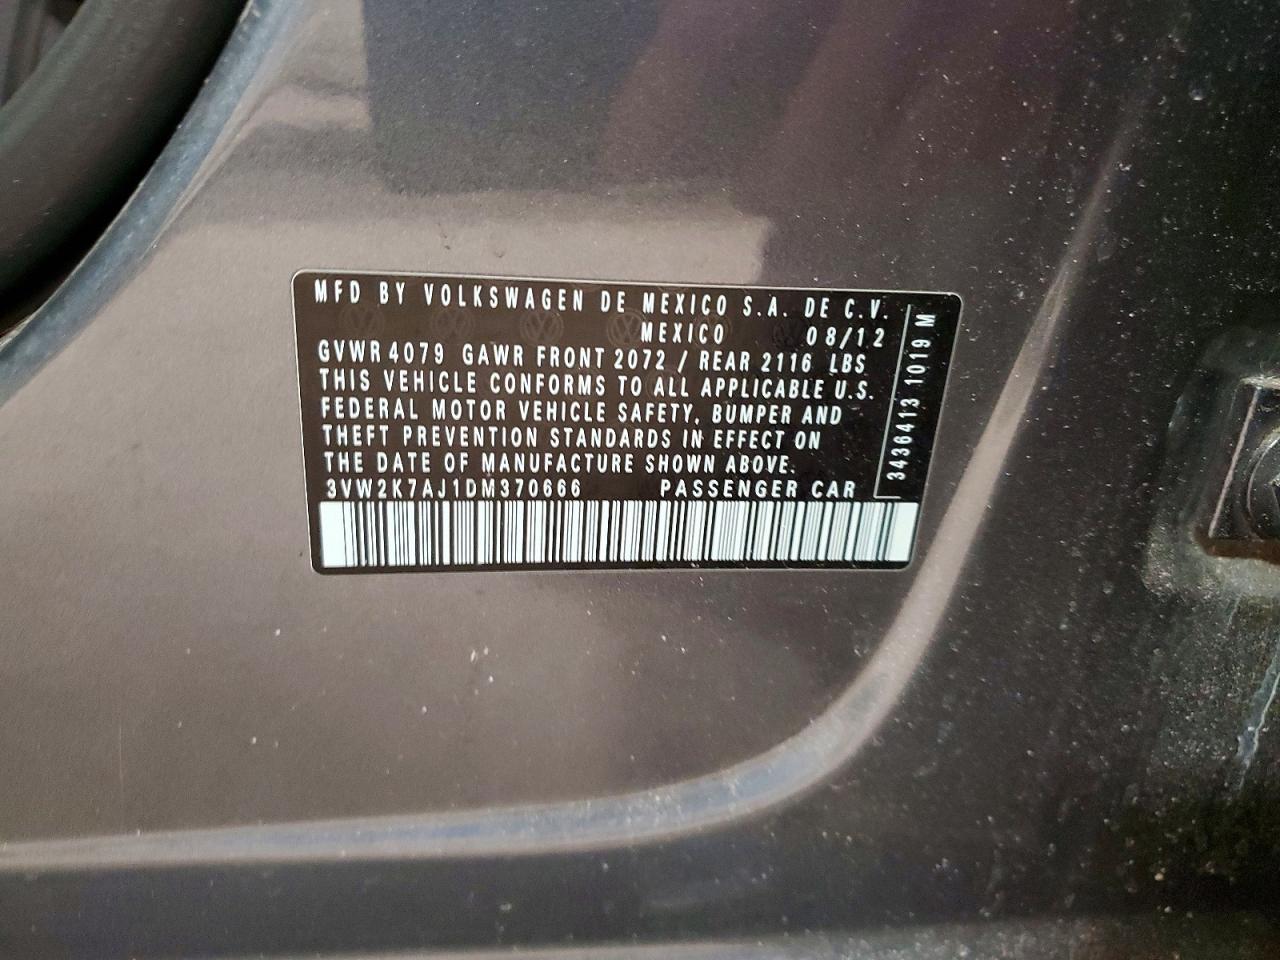 MFD BY VOLKSWAGEN DE MEXICO S.A. DE C.V.
MEXICO 08/12
GVWR 4079 GAWR FRONT 2072 / REAR 2116 LBS
THIS VEHICLE CONFORMS TO ALL APPLICABLE U.S.
FEDERAL MOTOR VEHICLE SAFETY, BUMPER AND
THEFT PREVENTION STANDARDS IN EFFECT ON
THE DATE OF MANUFACTURE SHOWN ABOVE.
3VW2K7AJ1DM370666 PASSENGER CAR
3436413 1019 M